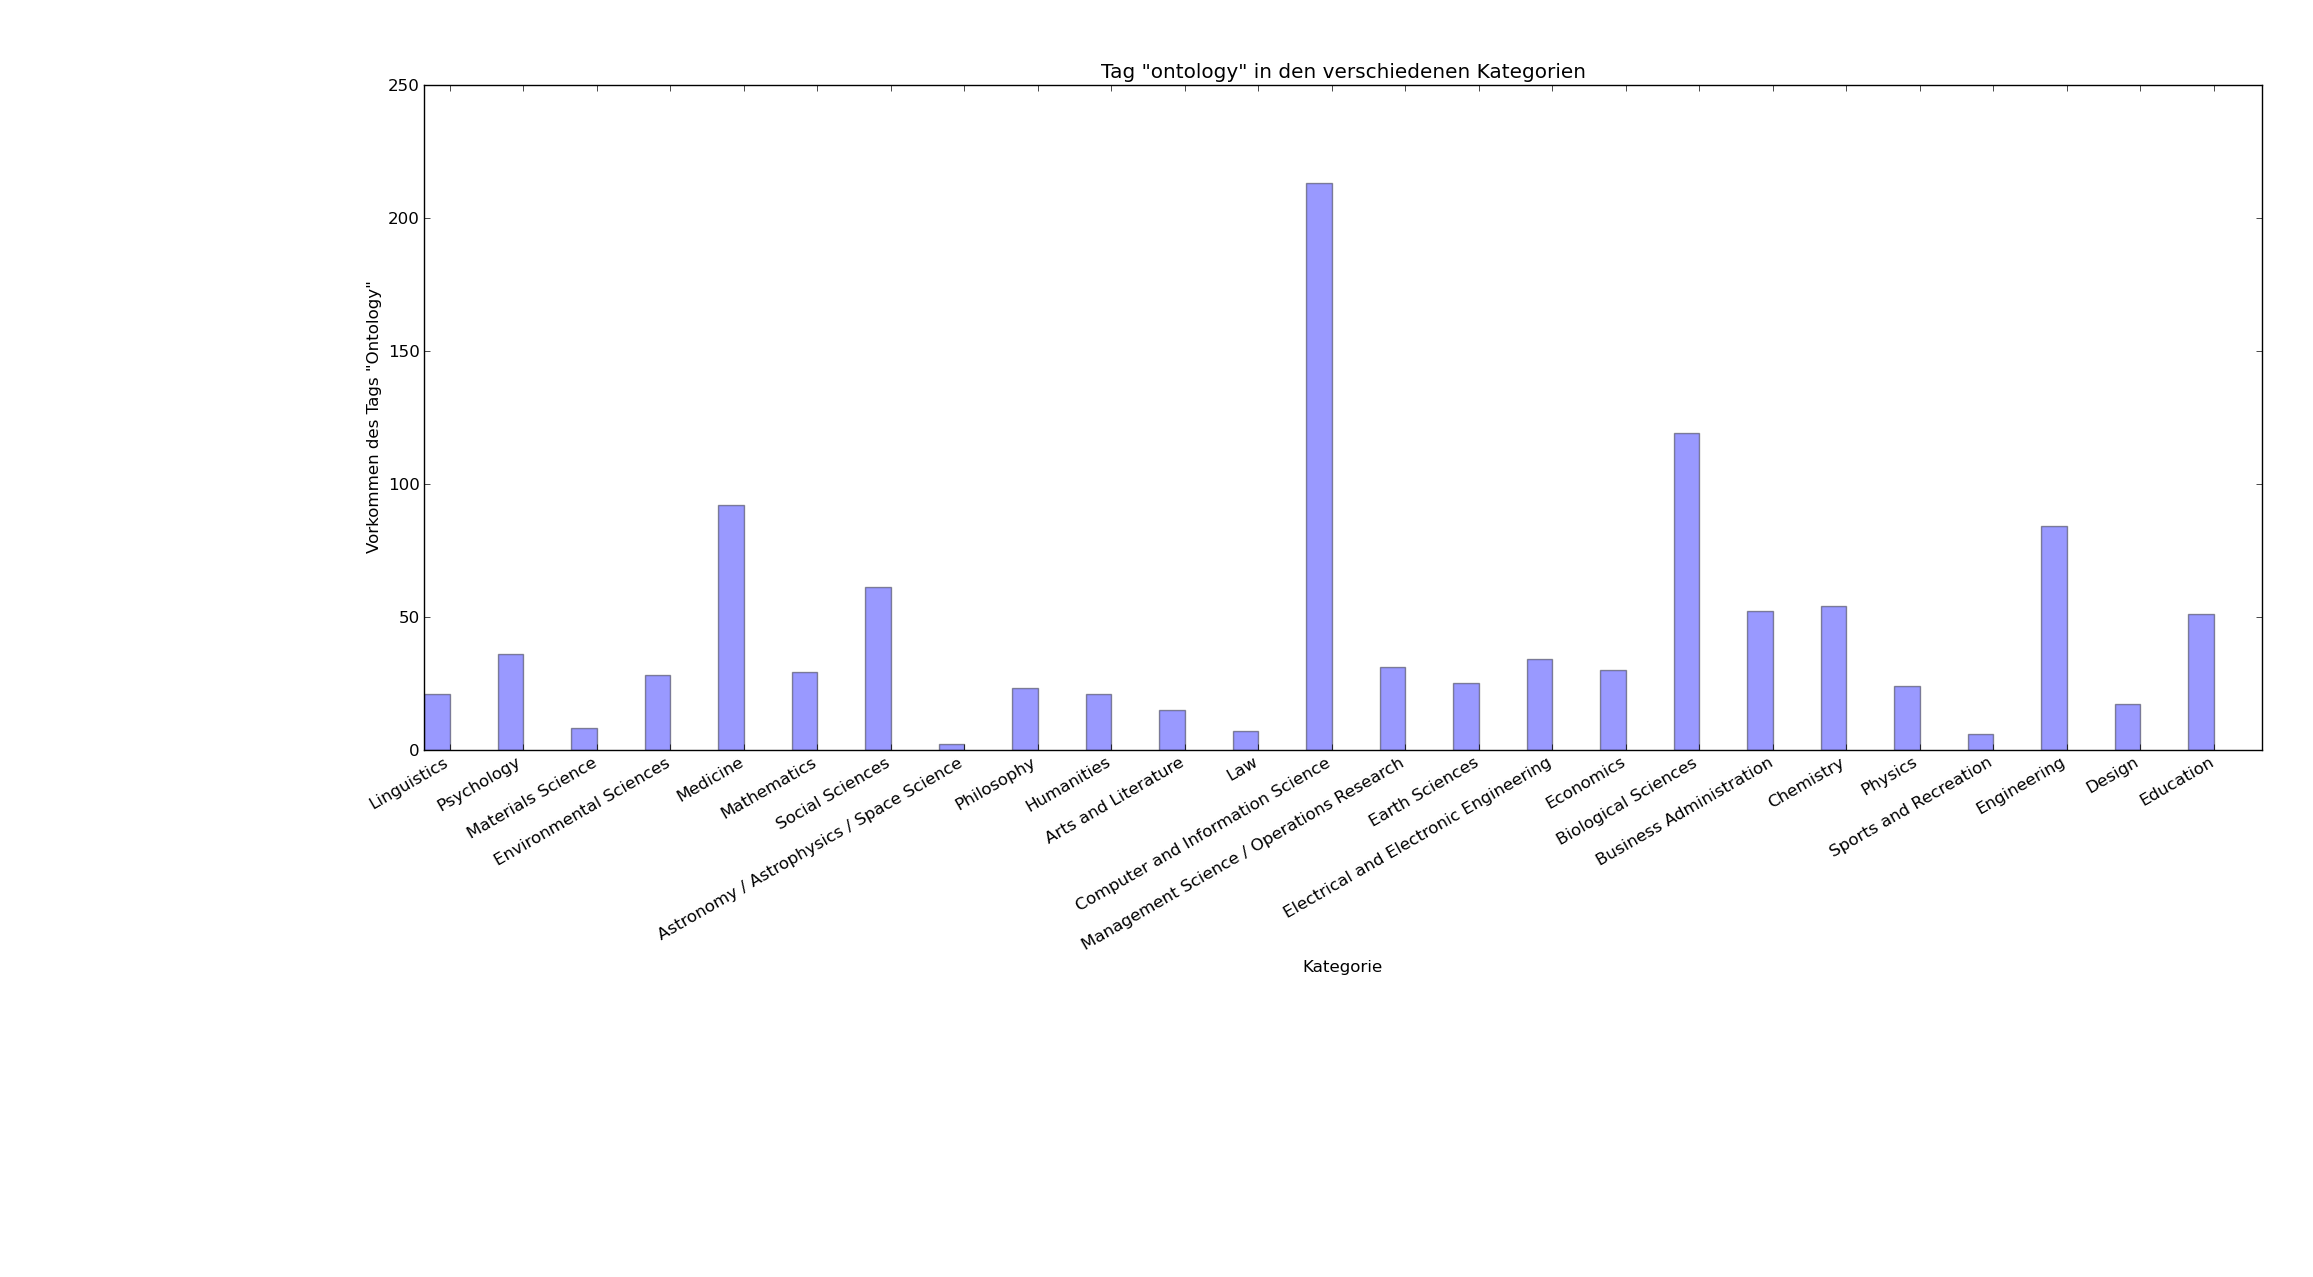 Tag "ontology" in den verschiedenen Kategorien
250
200
150
100
50
0
Vorkommen des Tags "Ontology"
Linguistics
Psychology
Materials Science
Environmental Sciences
Medicine
Mathematics
Social Sciences
Astronomy / Astrophysics / Space Science
Philosophy
Humanities
Arts and Literature
Law
Computer and Information Science
Management Science / Operations Research
Earth Sciences
Electrical and Electronic Engineering
Economics
Biological Sciences
Business Administration
Chemistry
Physics
Sports and Recreation
Engineering
Design
Education
Kategorie